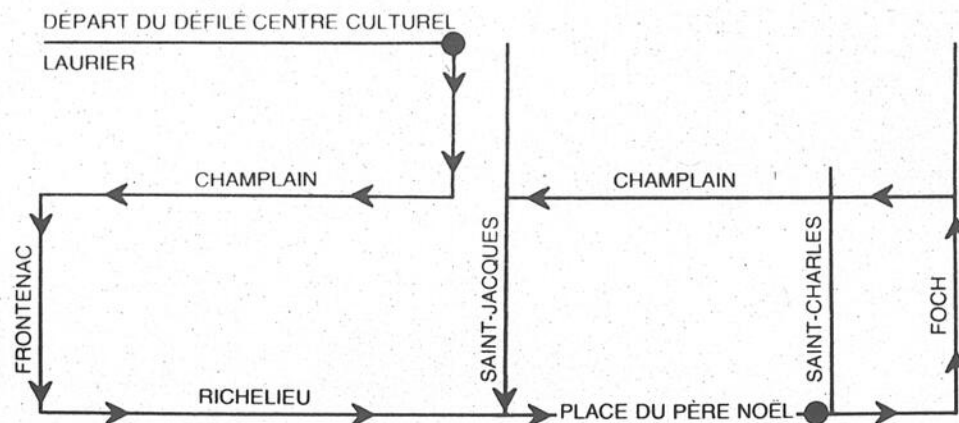 DÉPART DU DÉFILÉ CENTRE CULTUREL
LAURIER
CHAMPLAIN
CHAMPLAIN
FRONTENAC
SAINT-JACQUES
SAINT-CHARLES
FOCH
RICHELIEU
PLACE DU PÈRE NOËL